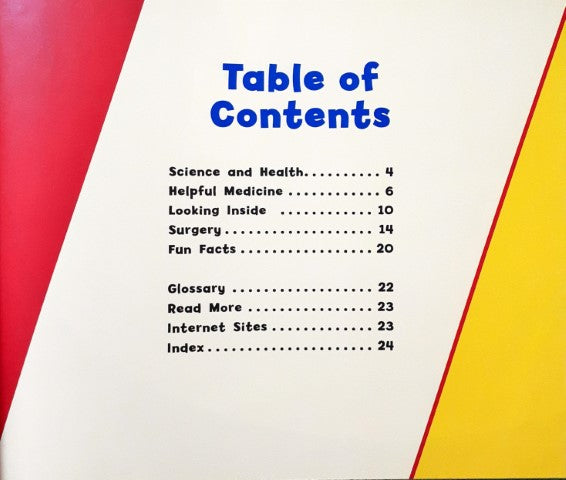 Table of
Contents
Science and Health.......... 4
Helpful Medicine ............ 6
Looking Inside ............ 10
Surgery................... 14
Fun Facts ................. 20
Glossary .................. 22
Read More ................ 23
Internet Sites ............. 23
Index...................... 24